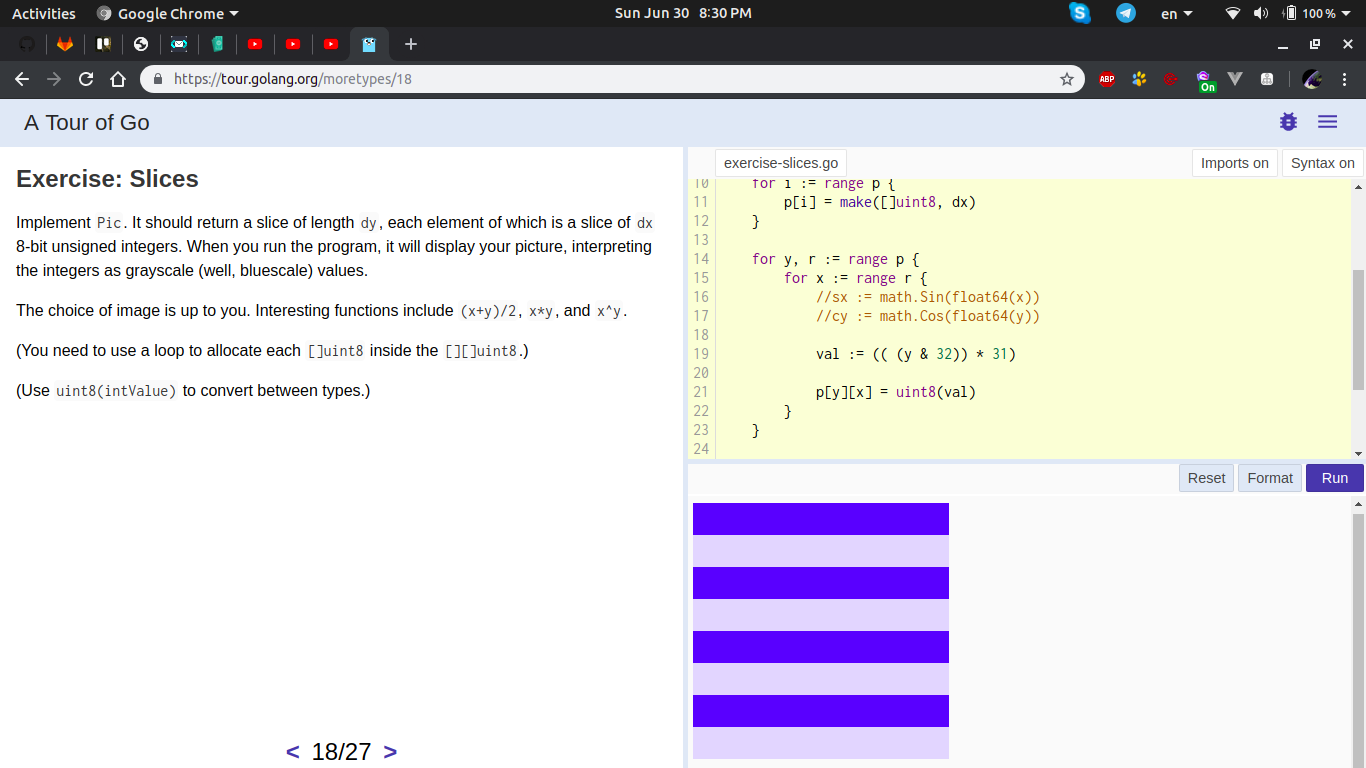 Activities Google Chrome Sun Jun 30 8:30 PM en 100 %
ABP On
https://tour.golang.org/moretypes/18
A Tour of Go
Exercise: Slices
Implement Pic. It should return a slice of length dy, each element of which is a slice of dx
8-bit unsigned integers. When you run the program, it will display your picture, interpreting
the integers as grayscale (well, bluescale) values.
The choice of image is up to you. Interesting functions include (x+y)/2, x*y, and x^y.
(You need to use a loop to allocate each []uint8 inside the [][]uint8.)
(Use uint8(intValue) to convert between types.)
< 18/27 >
exercise-slices.go Imports on Syntax on
10 for i := range p {
11 p[i] = make([]uint8, dx)
12 }
13
14 for y, r := range p {
15 for x := range r {
16 //sx := math.Sin(float64(x))
17 //cy := math.Cos(float64(y))
18
19 val := (( (y & 32)) * 31)
20
21 p[y][x] = uint8(val)
22 }
23 }
24
Reset Format Run